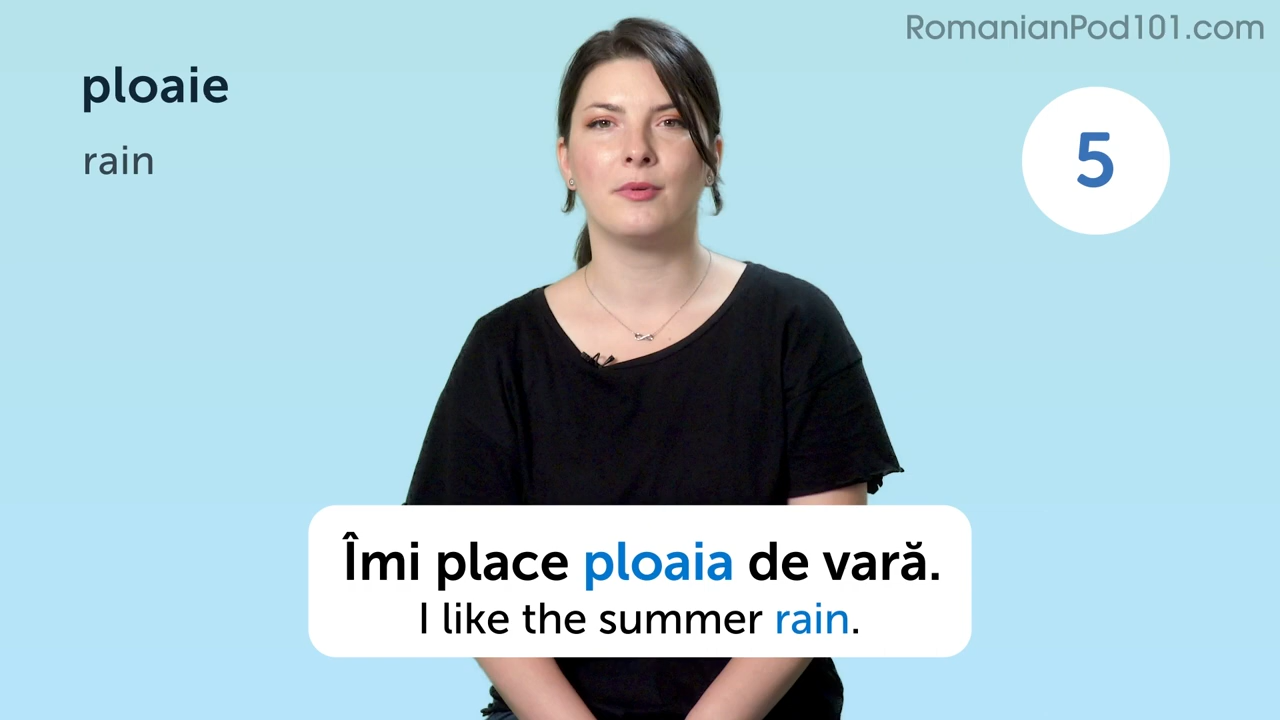 RomanianPod101.com
ploaie
rain
5
Îmi place ploaia de vară.
I like the summer rain.